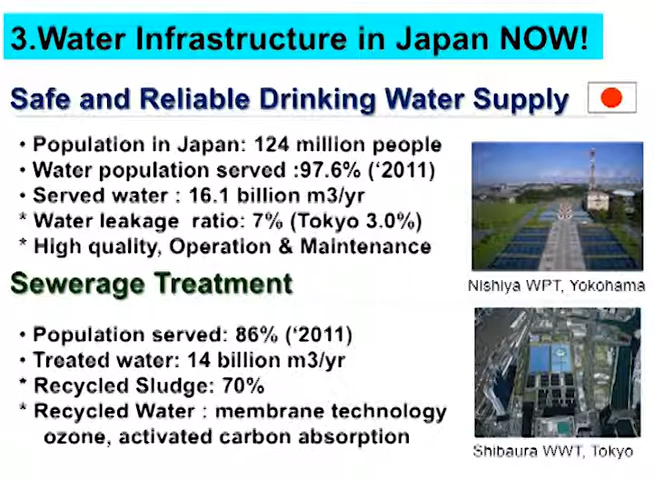 3.Water Infrastructure in Japan NOW!
Safe and Reliable Drinking Water Supply
・Population in Japan: 124 million people
・Water population served :97.6% (‘2011)
・Served water : 16.1 billion m3/yr
* Water leakage ratio: 7% (Tokyo 3.0%)
* High quality, Operation & Maintenance
Nishiya WPT, Yokohama
Sewerage Treatment
・Population served: 86% (‘2011)
・Treated water: 14 billion m3/yr
* Recycled Sludge: 70%
* Recycled Water : membrane technology
ozone, activated carbon absorption
Shibaura WWT, Tokyo